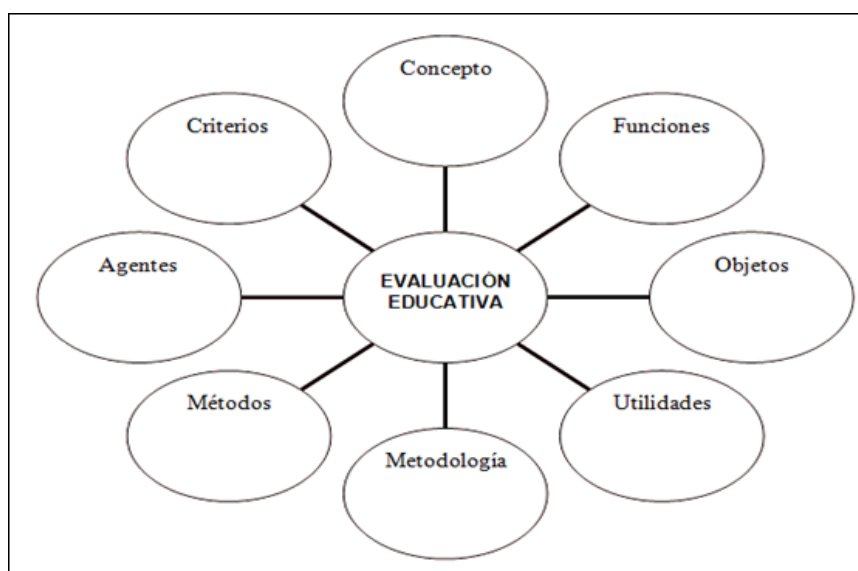 Concepto
Criterios
Funciones
Agentes
EVALUACIÓN
EDUCATIVA
Objetos
Métodos
Utilidades
Metodología